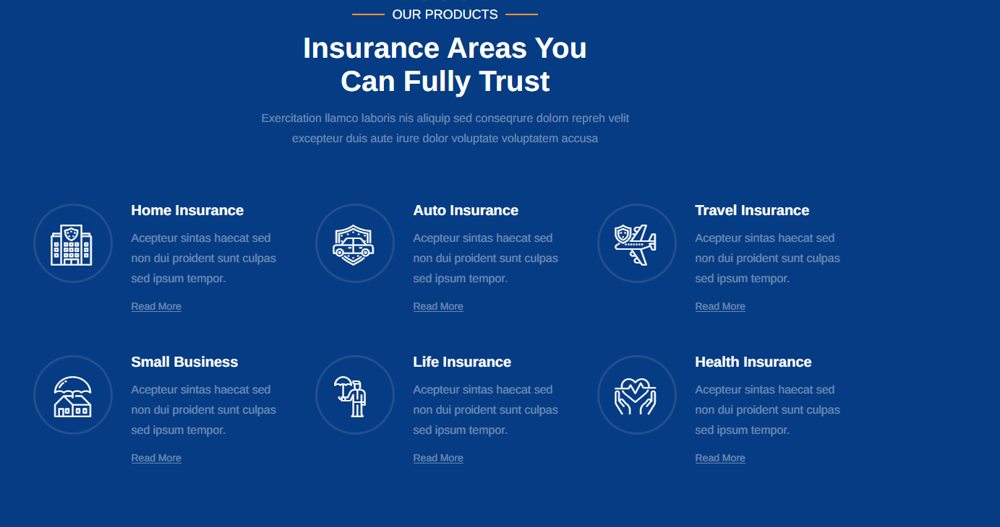 OUR PRODUCTS
Insurance Areas You
Can Fully Trust
Exercitation llamco laboris nis aliquip sed conseqrure dolorn repreh velit
excepteur duis aute irure dolor voluptate voluptatem accusa
Home Insurance
Acepteur sintas haecat sed
non dui proident sunt culpas
sed ipsum tempor.
Read More
Auto Insurance
Acepteur sintas haecat sed
non dui proident sunt culpas
sed ipsum tempor.
Read More
Travel Insurance
Acepteur sintas haecat sed
non dui proident sunt culpas
sed ipsum tempor.
Read More
Small Business
Acepteur sintas haecat sed
non dui proident sunt culpas
sed ipsum tempor.
Read More
Life Insurance
Acepteur sintas haecat sed
non dui proident sunt culpas
sed ipsum tempor.
Read More
Health Insurance
Acepteur sintas haecat sed
non dui proident sunt culpas
sed ipsum tempor.
Read More